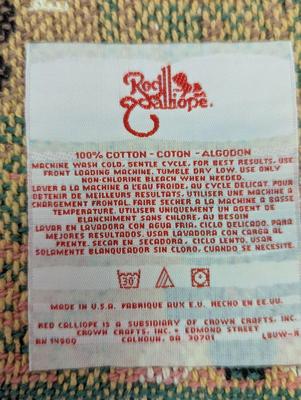 Red
Calliope.
100% COTTON - COTON - ALGODON
MACHINE WASH COLD, GENTLE CYCLE. FOR BEST RESULTS, USE
FRONT LOADING MACHINE. TUMBLE DRY LOW. USE ONLY
NON-CHLORINE BLEACH WHEN NEEDED.
LAVER A LA MACHINE A L'EAU FROIDE, AU CYCLE DELICAT. POUR
OBTENIR DE MEILLEURS RESULTATS, UTILISER UNE MACHINE A
CHARGEMENT FRONTAL. FAIRE SECHER A LA MACHINE A BASSE
TEMPERATURE. UTILISER UNIQUEMENT UN AGENT DE
BLANCHIMENT SANS CHLORE, AU BESOIN
LAVAR EN LAVADORA CON AGUA FRIA, CICLO DELICADO. PARA
MEJORES RESULTADOS, USAR LAVADORA CON CARGA AL
FRENTE. SECAR EN SECADORA, CICLO LENTO. USAR
SOLAMENTE BLANQUEADOR SIN CLORO, CUANDO SE NECESITE.
30°
MADE IN U.S.A. FABRIQUE AUX E.U. HECHO EN EE.UU.
RED CALLIOPE IS A SUBSIDIARY OF CROWN CRAFTS, INC.
CROWN CRAFTS, INC. • EDMOND STREET
RN 14900 CALHOUN, GA 30701